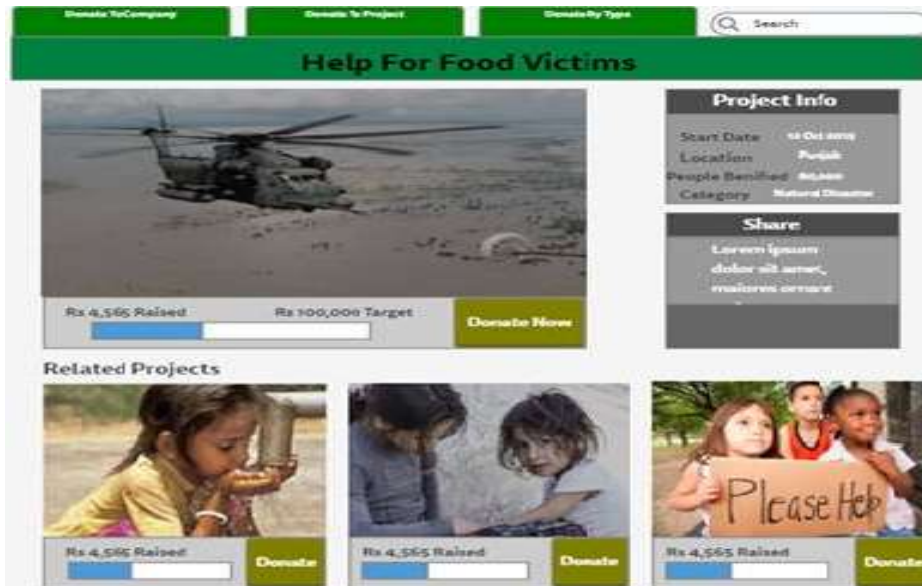 Donate ToCompany
Donate To Project
Donate By Type
Search
Help For Food Victims
Project Info
Start Date
Location Punjab
People Benified 80,000
Category Natural Disaster
Share
Lorem Ipsum
dolor sit amet,
maiores ornare
Rs 4,565 Raised Rs 100,000 Target
Donate Now
Related Projects
Please Help
Rs 4,565 Raised
Donate
Rs 4,565 Raised
Donate
Rs 4,565 Raised
Donate